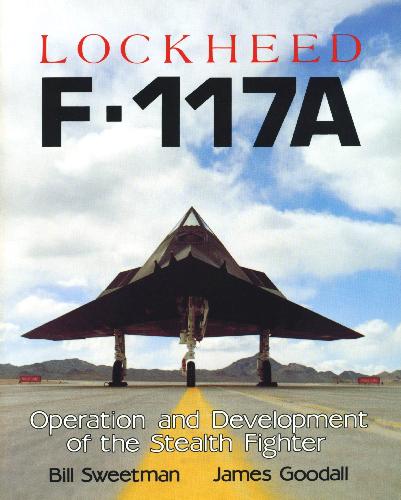 LOCKHEED
F·117A
Operation and Development
of the Stealth Fighter
Bill Sweetman James Goodall